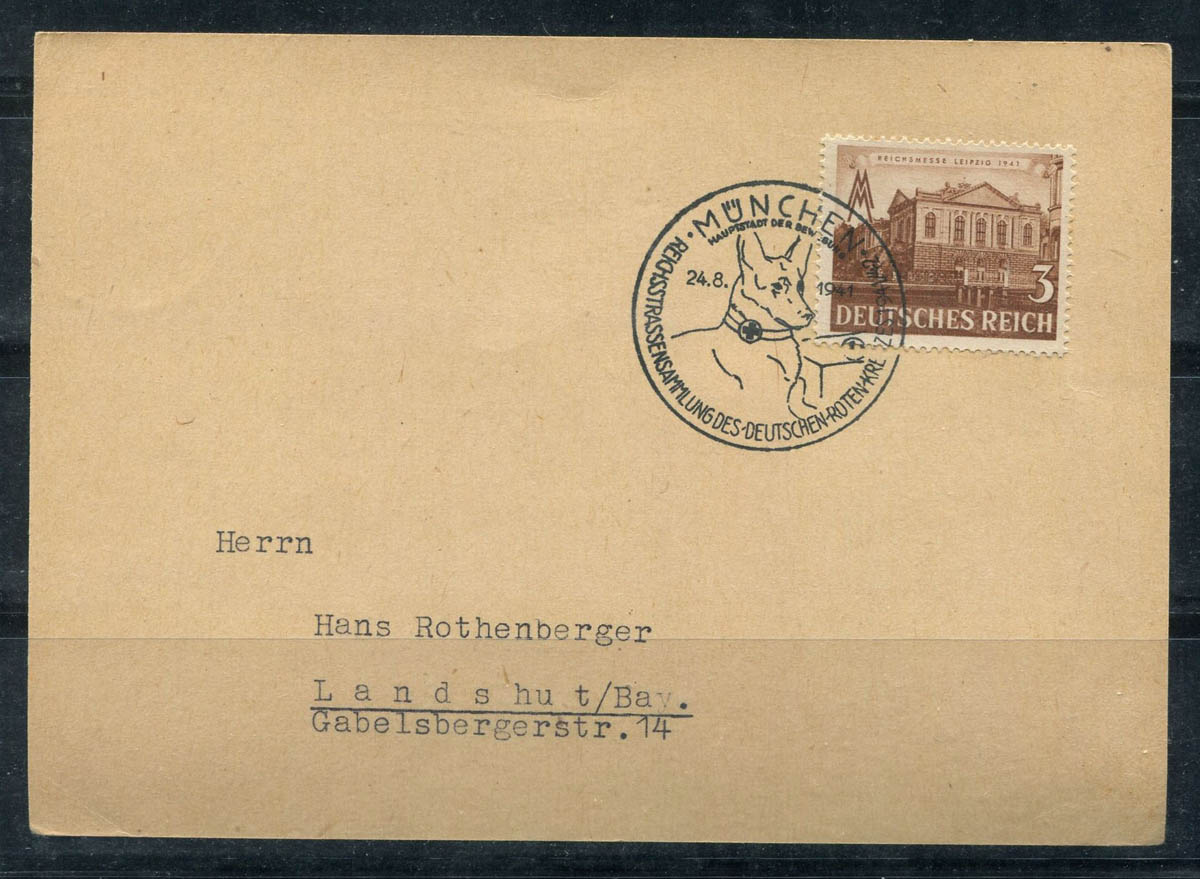 REICHSMESSE LEIPZIG 1941
3
DEUTSCHES REICH
MÜNCHEN
HAUPTSTADT DER BEWEGUNG
24.8. 1941
REICHSSTRASSENSAMMLUNG DES DEUTSCHEN ROTEN KREUZES
Herrn
Hans Rothenberger
Landshut/Bay.
Gabelsbergerstr.14